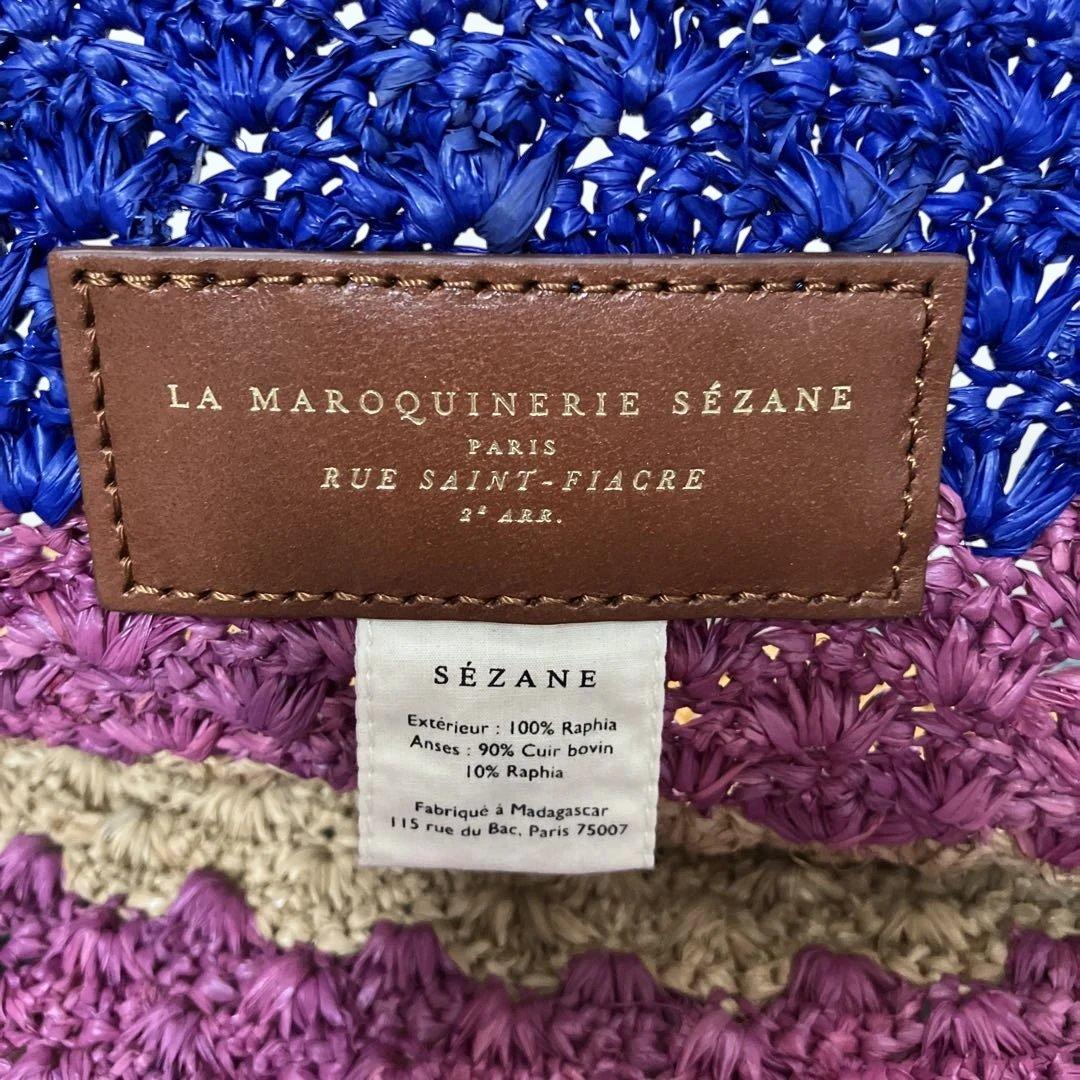 LA MAROQUINERIE SÉZANE
PARIS
RUE SAINT-FIACRE
2E ARR.
SÉZANE
Extérieur : 100% Raphia
Anses : 90% Cuir bovin
10% Raphia
Fabriqué à Madagascar
115 rue du Bac, Paris 75007